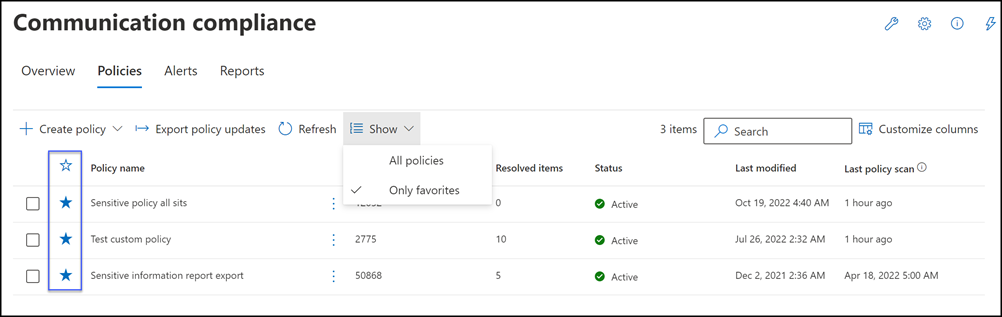 Communication compliance
Overview Policies Alerts Reports
Create policy Export policy updates Refresh Show 3 items Search Customize columns
All policies
Only favorites
Policy name Resolved items Status Last modified Last policy scan
Sensitive policy all sits 0 Active Oct 19, 2022 4:40 AM 1 hour ago
Test custom policy 2775 10 Active Jul 26, 2022 2:32 AM 1 hour ago
Sensitive information report export 50868 5 Active Dec 2, 2021 2:36 AM Apr 18, 2022 5:00 AM